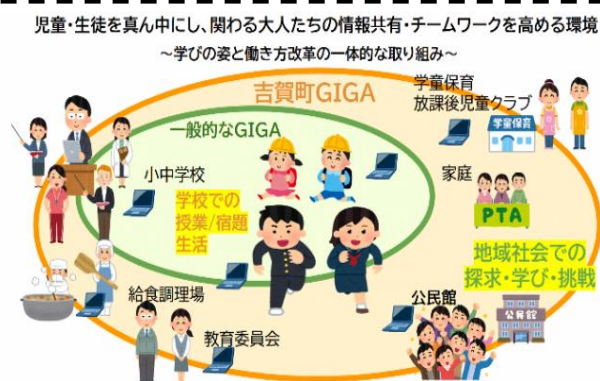 児童・生徒を真ん中にし、関わる大人たちの情報共有・チームワークを高める環境
~学びの姿と働き方改革の一体的な取り組み~
吉賀町GIGA
一般的なGIGA
学童保育
放課後児童クラブ
学童保育
小中学校
学校での
授業/宿題
生活
家庭
PTA
地域社会での
探求・学び・挑戦
給食調理場
公民館
公民館
教育委員会